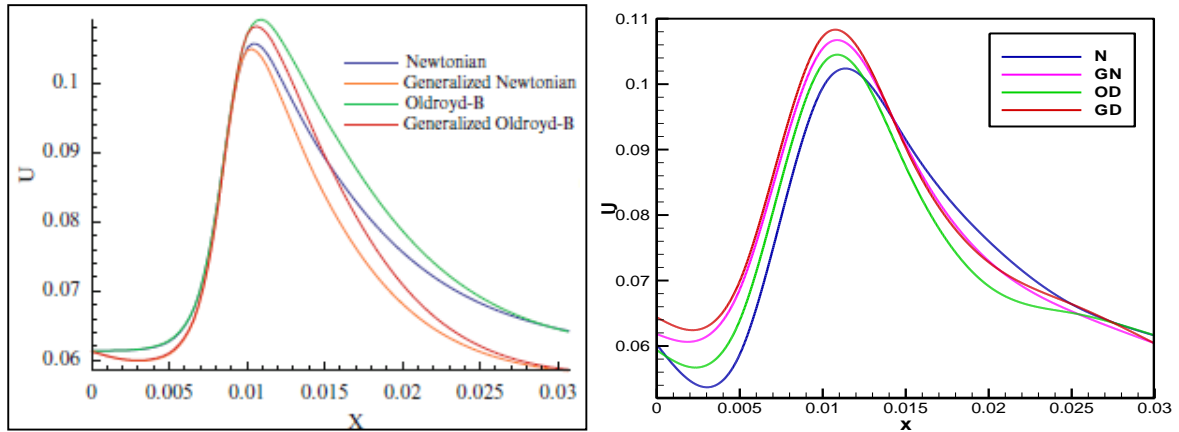 Newtonian
Generalized Newtonian
Oldroyd-B
Generalized Oldroyd-B
0.1
0.09
0.08
0.07
0.06
U
0
0.005
0.01
0.015
0.02
0.025
0.03
X
N
GN
OD
GD
0.11
0.1
0.09
0.08
0.07
0.06
U
0
0.005
0.01
0.015
0.02
0.025
0.03
x